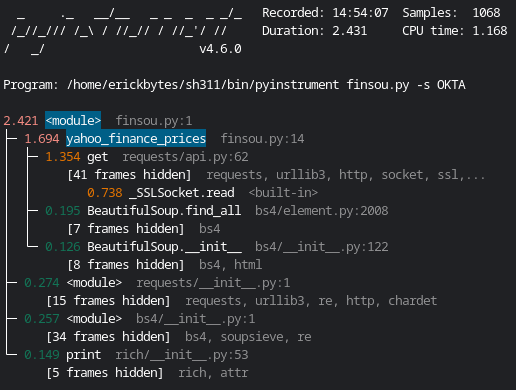 Recorded: 14:54:07 Samples: 1068
Duration: 2.431 CPU time: 1.168
v4.6.0
Program: /home/erickbytes/sh311/bin/pyinstrument finsou.py -s OKTA
2.421 <module> finsou.py:1
1.694 yahoo_finance_prices finsou.py:14
1.354 get requests/api.py:62
[41 frames hidden] requests, urllib3, http, socket, ssl,...
0.738 _SSLSocket.read <built-in>
0.195 BeautifulSoup.find_all bs4/element.py:2008
[7 frames hidden] bs4
0.126 BeautifulSoup.__init__ bs4/__init__.py:122
[8 frames hidden] bs4, html
0.274 <module> requests/__init__.py:1
[15 frames hidden] requests, urllib3, re, http, chardet
0.257 <module> bs4/__init__.py:1
[34 frames hidden] bs4, soupsieve, re
0.149 print rich/__init__.py:53
[5 frames hidden] rich, attr